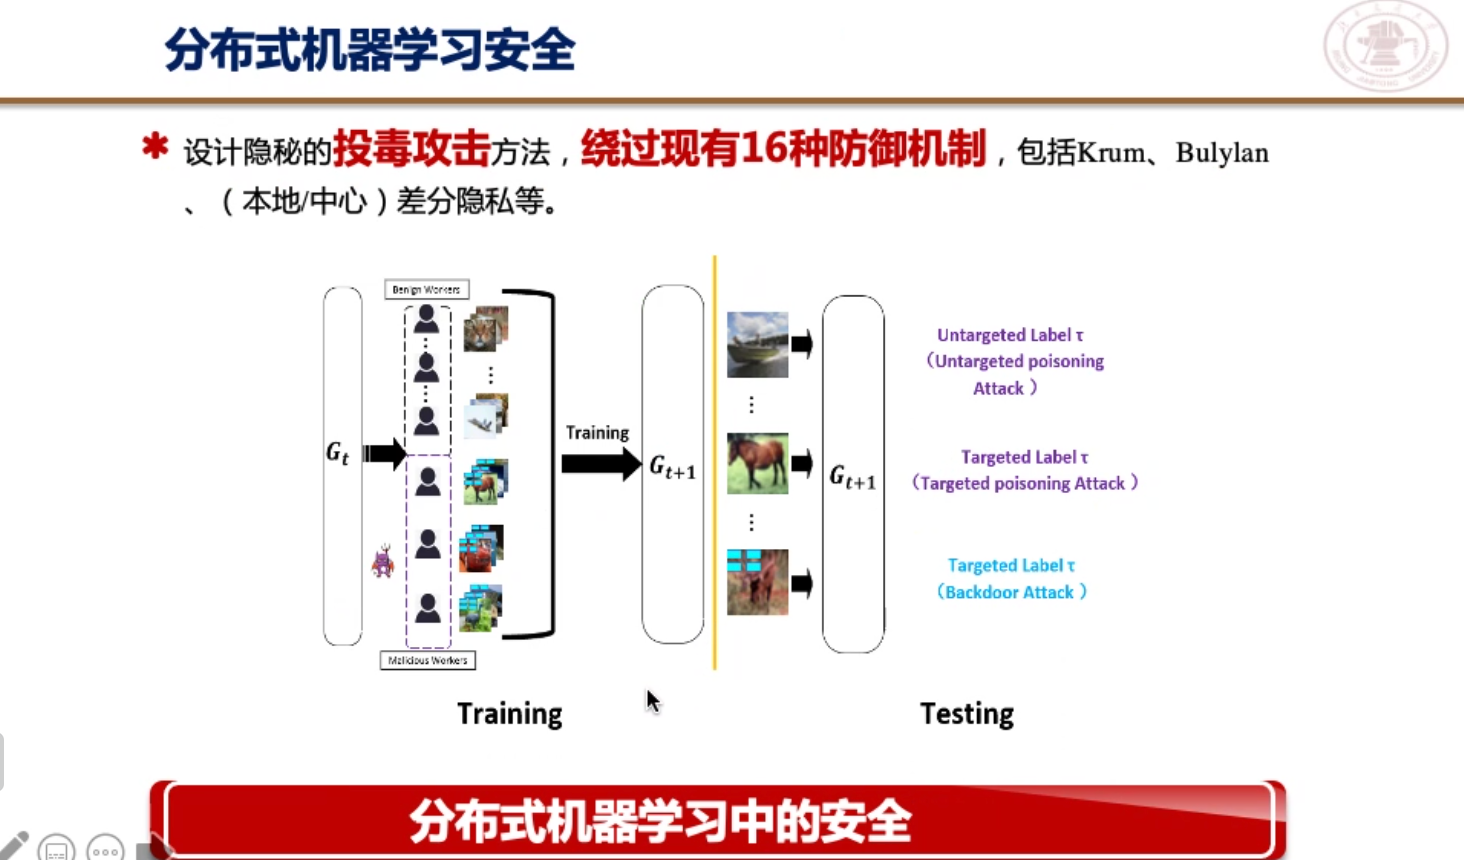 分布式机器学习安全
* 设计隐秘的投毒攻击方法，绕过现有16种防御机制，包括Krum、Bulylan
、（本地/中心）差分隐私等。
Benign Workers
G_t
Malicious Workers
Training
G_{t+1}
Training
G_{t+1}
Untargeted Label τ
（Untargeted poisoning
Attack ）
Targeted Label τ
（Targeted poisoning Attack ）
Targeted Label τ
（Backdoor Attack ）
Testing
分布式机器学习中的安全